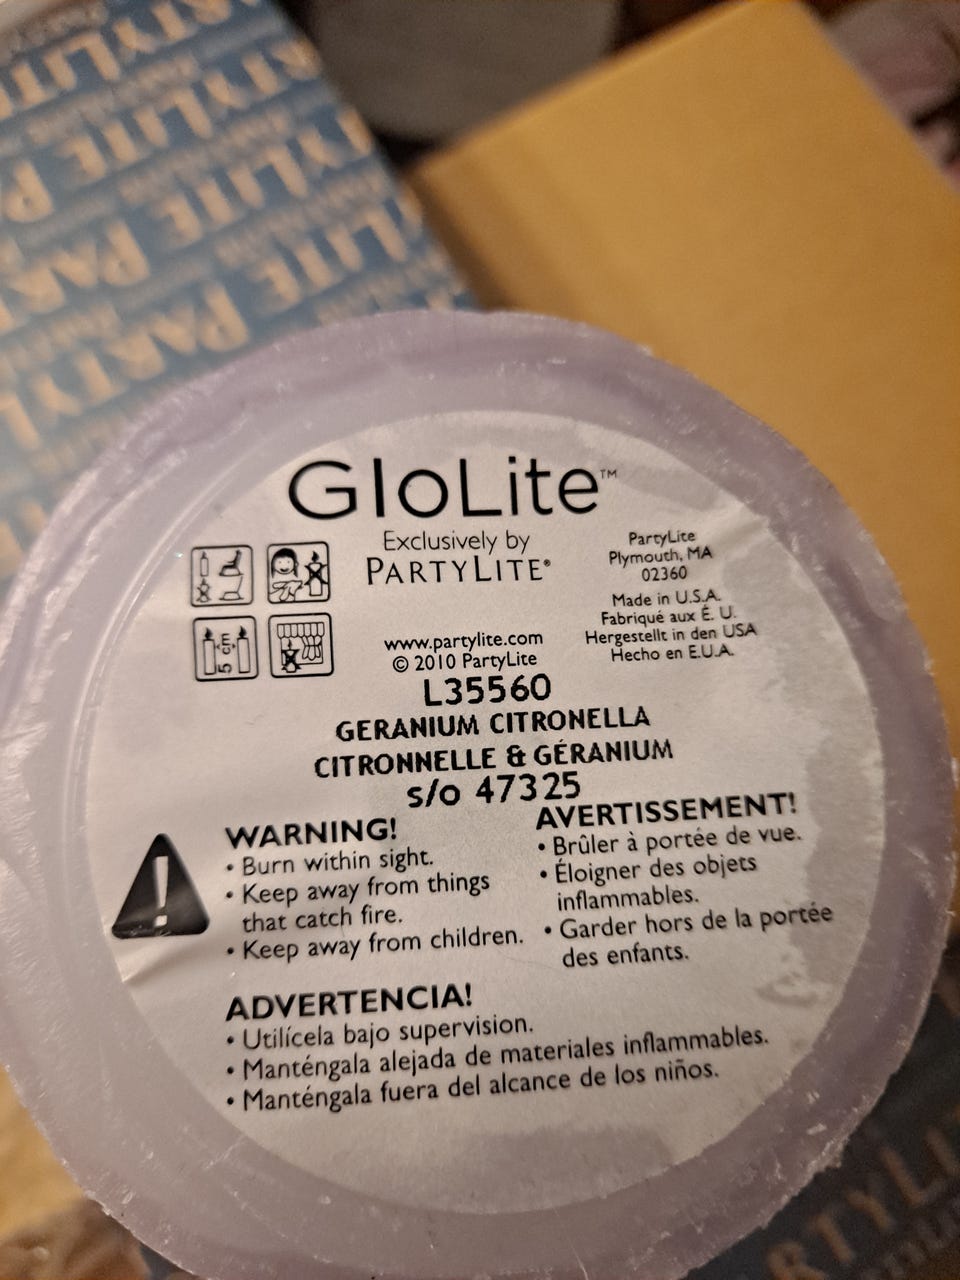 PARTYLITE
PARTYLITE
GloLite™
Exclusively by
PARTYLITE®
PartyLite
Plymouth, MA
02360
Made in U.S.A.
Fabriqué aux É. U.
Hergestellt in den USA
Hecho en E.U.A.
www.partylite.com
© 2010 PartyLite
L35560
GERANIUM CITRONELLA
CITRONNELLE & GÉRANIUM
s/o 47325
WARNING!
• Burn within sight.
• Keep away from things
that catch fire.
• Keep away from children.
AVERTISSEMENT!
• Brûler à portée de vue.
• Éloigner des objets
inflammables.
• Garder hors de la portée
des enfants.
ADVERTENCIA!
• Utilícela bajo supervision.
• Manténgala alejada de materiales inflammables.
• Manténgala fuera del alcance de los niños.